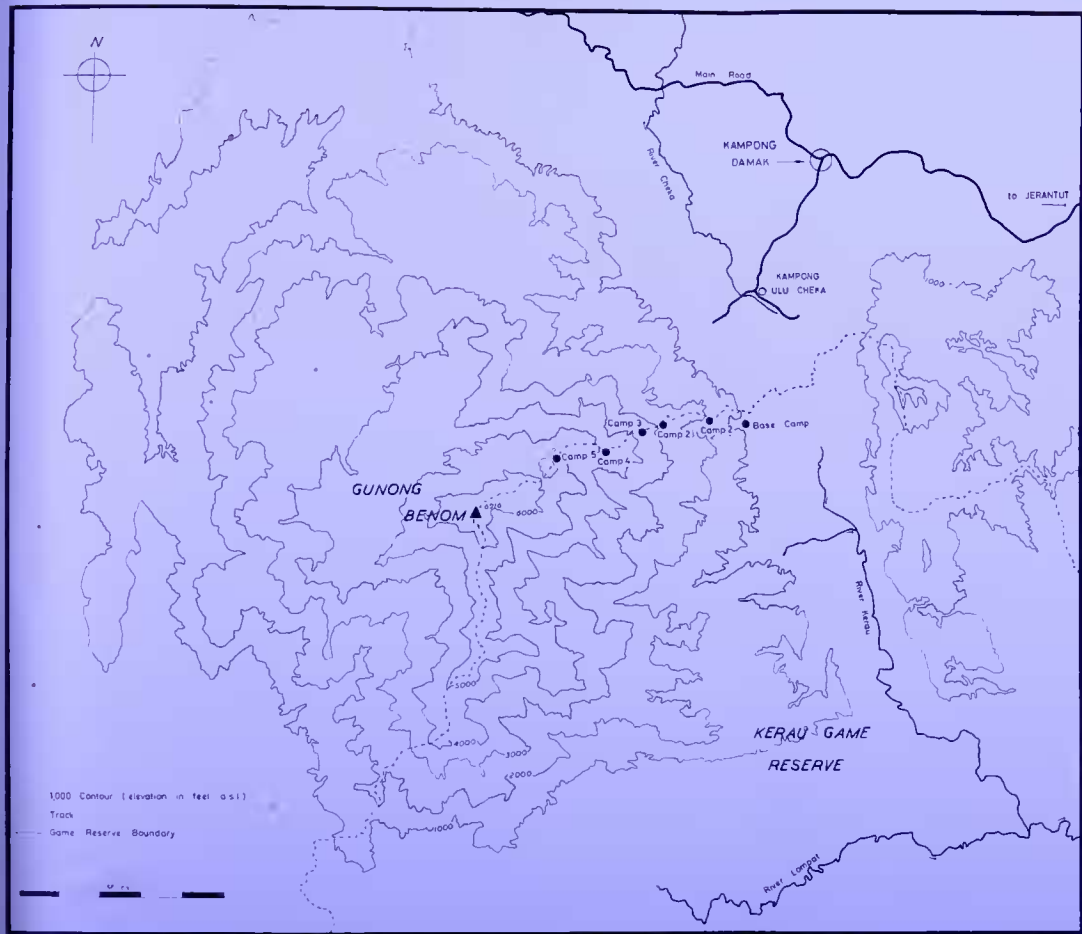 N
Main Road
River Cheka
KAMPONG
DAMAK
to JERANTUT
KAMPONG
ULU CHEKA
1000
Camp 3
(Camp 2)
Camp 2
Base Camp
Camp 5
Camp 4
GUNONG
BENOM
6000
River Kerau
5000
4000
3000
2000
1000
KERAU GAME
RESERVE
1,000 Contour (elevation in feet a.s.l)
Track
Game Reserve Boundary
River Lompat